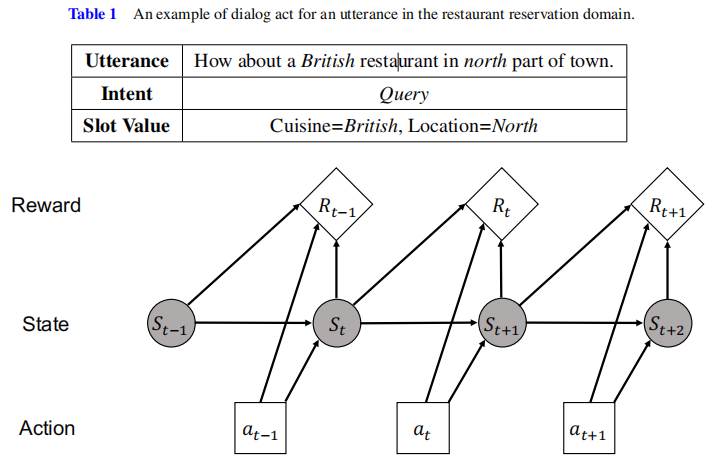 Table 1 An example of dialog act for an utterance in the restaurant reservation domain.
Utterance How about a British restaurant in north part of town.
Intent Query
Slot Value Cuisine=British, Location=North
Reward R_{t-1} R_t R_{t+1}
State S_{t-1} S_t S_{t+1} S_{t+2}
Action a_{t-1} a_t a_{t+1}